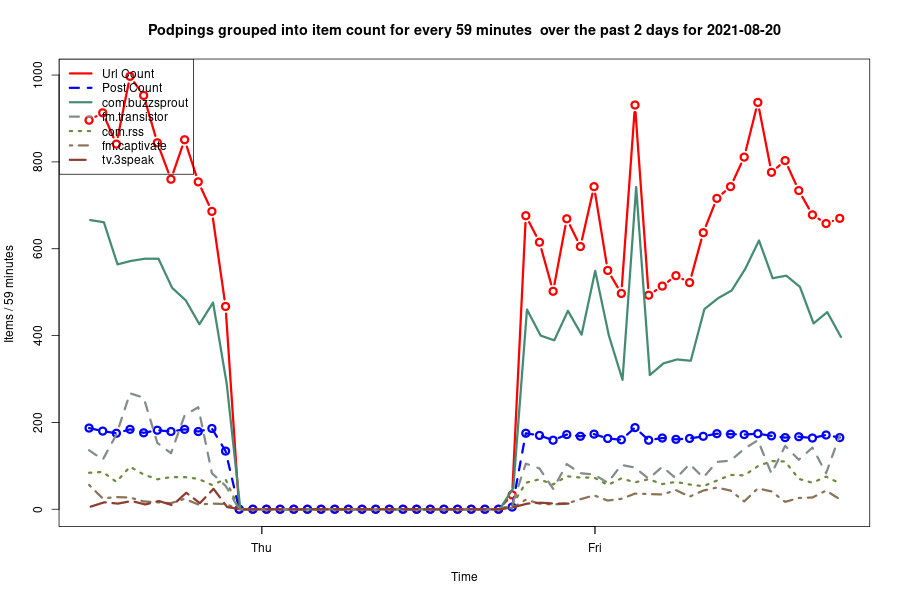 Podpings grouped into item count for every 59 minutes  over the past 2 days for 2021-08-20
Url Count
Post Count
com.buzzsprout
fm.transistor
com.rss
fm.captivate
tv.3speak
1000
800
600
400
200
0
Items / 59 minutes
Thu
Fri
Time